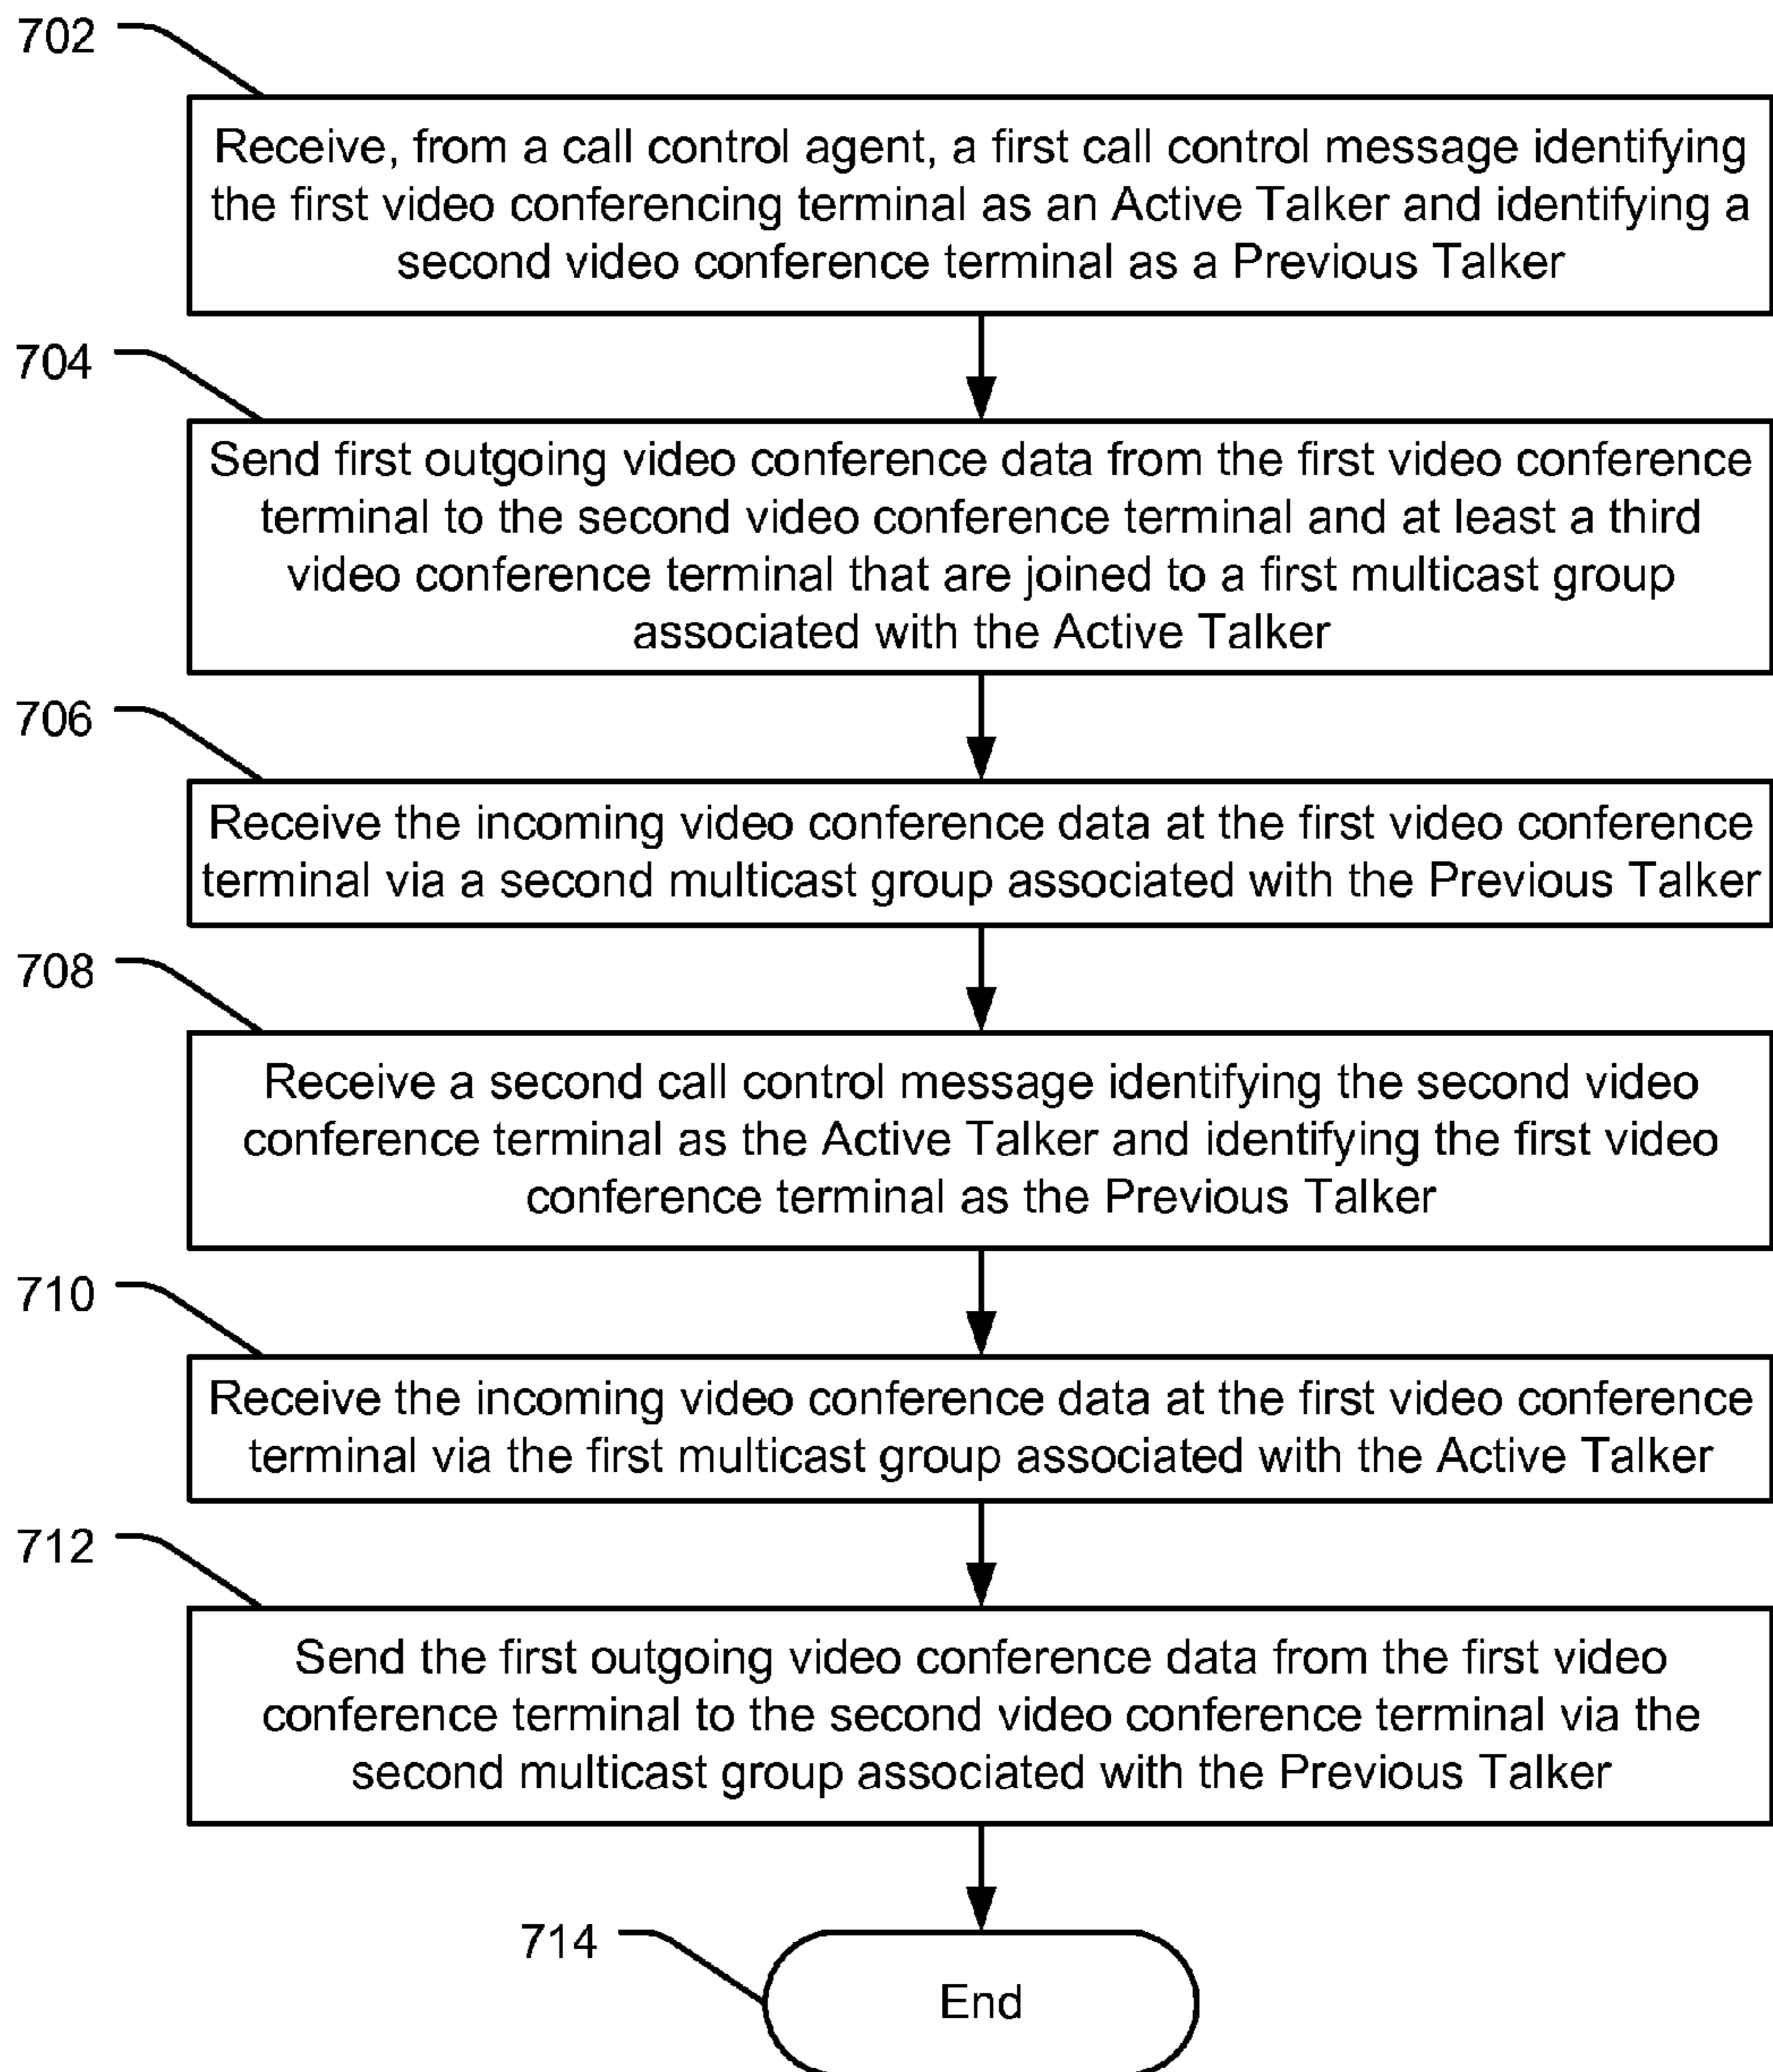 702
Receive, from a call control agent, a first call control message identifying
the first video conferencing terminal as an Active Talker and identifying a
second video conference terminal as a Previous Talker
704
Send first outgoing video conference data from the first video conference
terminal to the second video conference terminal and at least a third
video conference terminal that are joined to a first multicast group
associated with the Active Talker
706
Receive the incoming video conference data at the first video conference
terminal via a second multicast group associated with the Previous Talker
708
Receive a second call control message identifying the second video
conference terminal as the Active Talker and identifying the first video
conference terminal as the Previous Talker
710
Receive the incoming video conference data at the first video conference
terminal via the first multicast group associated with the Active Talker
712
Send the first outgoing video conference data from the first video
conference terminal to the second video conference terminal via the
second multicast group associated with the Previous Talker
714
End